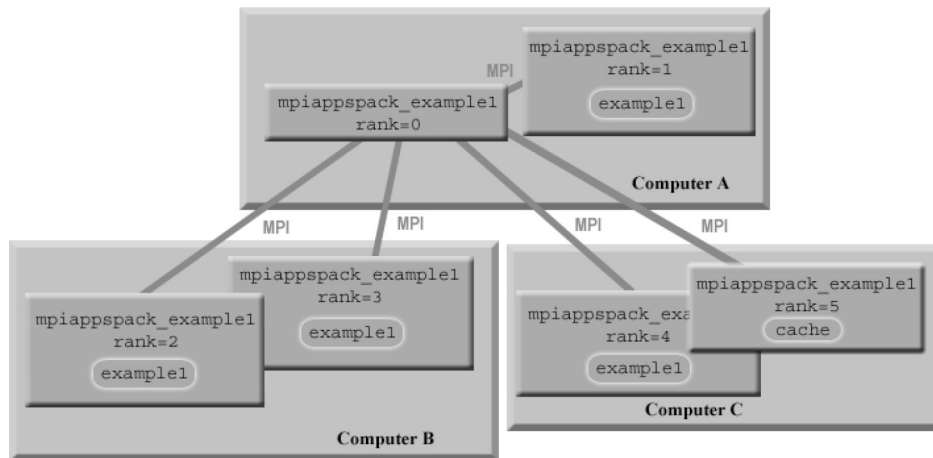 mpiappspack_example1
rank=1
example1
MPI
mpiappspack_example1
rank=0
Computer A
MPI
MPI
MPI
MPI
mpiappspack_example1
rank=3
example1
mpiappspack_example1
rank=2
example1
Computer B
mpiappspack_exa
rank=4
example1
mpiappspack_example1
rank=5
cache
Computer C